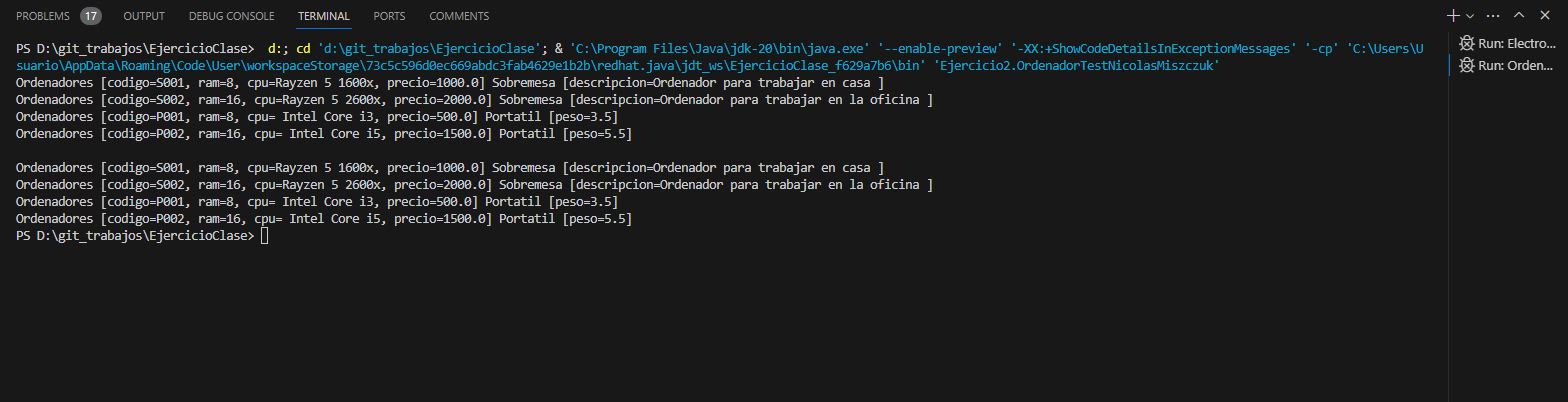 PROBLEMS 17 OUTPUT DEBUG CONSOLE TERMINAL PORTS COMMENTS
PS D:\git_trabajos\EjercicioClase>  d:; cd 'd:\git_trabajos\EjercicioClase'; & 'C:\Program Files\Java\jdk-20\bin\java.exe' '--enable-preview' '-XX:+ShowCodeDetailsInExceptionMessages' '-cp' 'C:\Users\U
suario\AppData\Roaming\Code\User\workspaceStorage\73c5c596d0ec669abdc3fab4629e1b2b\redhat.java\jdt_ws\EjercicioClase_f629a7b6\bin' 'Ejercicio2.OrdenadorTestNicolasMiszczuk'
Ordenadores [codigo=S001, ram=8, cpu=Rayzen 5 1600x, precio=1000.0] Sobremesa [descripcion=Ordenador para trabajar en casa ]
Ordenadores [codigo=S002, ram=16, cpu=Rayzen 5 2600x, precio=2000.0] Sobremesa [descripcion=Ordenador para trabajar en la oficina ]
Ordenadores [codigo=P001, ram=8, cpu= Intel Core i3, precio=500.0] Portatil [peso=3.5]
Ordenadores [codigo=P002, ram=16, cpu= Intel Core i5, precio=1500.0] Portatil [peso=5.5]
Ordenadores [codigo=S001, ram=8, cpu=Rayzen 5 1600x, precio=1000.0] Sobremesa [descripcion=Ordenador para trabajar en casa ]
Ordenadores [codigo=S002, ram=16, cpu=Rayzen 5 2600x, precio=2000.0] Sobremesa [descripcion=Ordenador para trabajar en la oficina ]
Ordenadores [codigo=P001, ram=8, cpu= Intel Core i3, precio=500.0] Portatil [peso=3.5]
Ordenadores [codigo=P002, ram=16, cpu= Intel Core i5, precio=1500.0] Portatil [peso=5.5]
PS D:\git_trabajos\EjercicioClase>
Run: Electro...
Run: Orden...